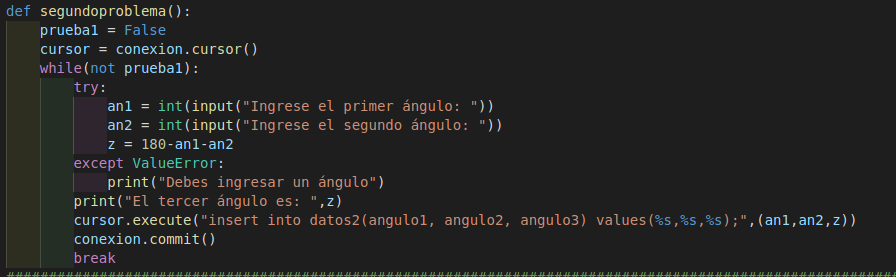 def segundoproblema():
    prueba1 = False
    cursor = conexion.cursor()
    while(not prueba1):
        try:
            an1 = int(input("Ingrese el primer ángulo: "))
            an2 = int(input("Ingrese el segundo ángulo: "))
            z = 180-an1-an2
        except ValueError:
            print("Debes ingresar un ángulo")
        print("El tercer ángulo es: ",z)
        cursor.execute("insert into datos2(angulo1, angulo2, angulo3) values(%s,%s,%s);",(an1,an2,z))
        conexion.commit()
        break